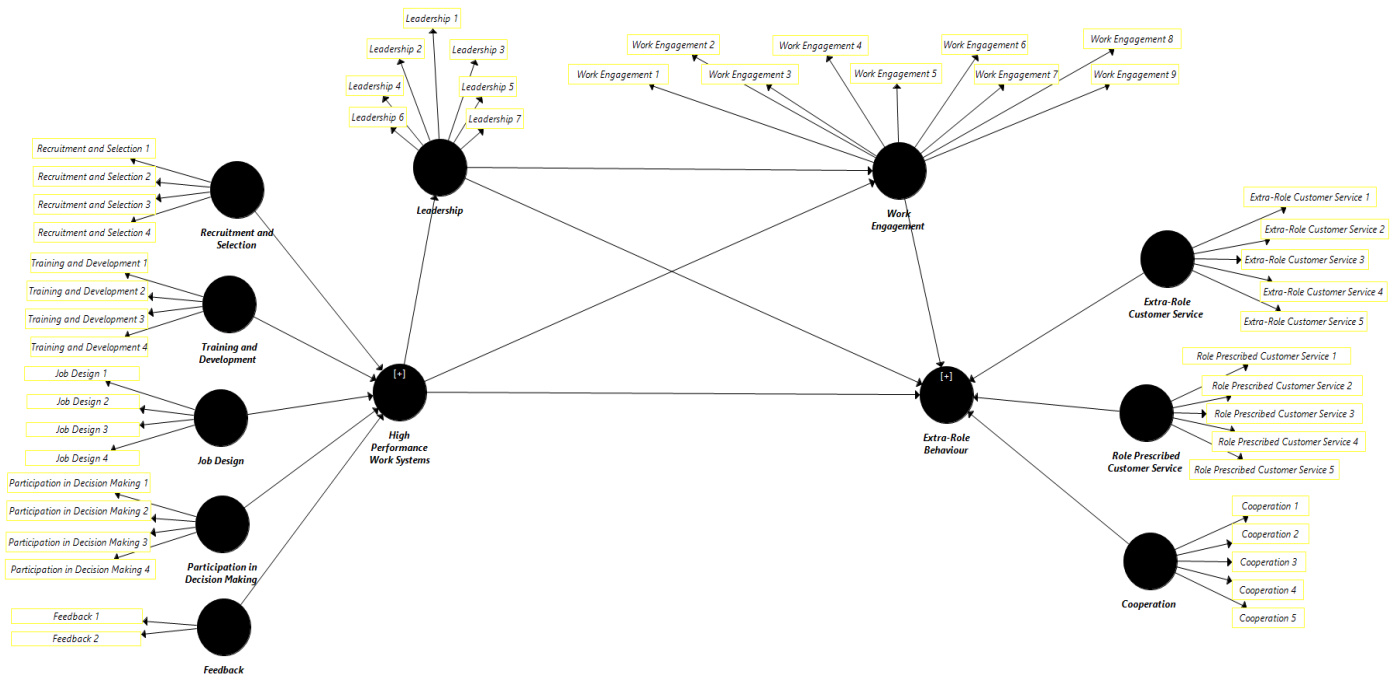 Leadership 1
Leadership 2
Leadership 3
Leadership 4
Leadership 5
Leadership 6
Leadership 7
Leadership
Work Engagement 1
Work Engagement 2
Work Engagement 3
Work Engagement 4
Work Engagement 5
Work Engagement 6
Work Engagement 7
Work Engagement 8
Work Engagement 9
Work
Engagement
Recruitment and Selection 1
Recruitment and Selection 2
Recruitment and Selection 3
Recruitment and Selection 4
Recruitment and
Selection
Training and Development 1
Training and Development 2
Training and Development 3
Training and Development 4
Training and
Development
Job Design 1
Job Design 2
Job Design 3
Job Design 4
Job Design
Participation in Decision Making 1
Participation in Decision Making 2
Participation in Decision Making 3
Participation in Decision Making 4
Participation in
Decision Making
Feedback 1
Feedback 2
Feedback
[+]
High
Performance
Work Systems
[+]
Extra-Role
Behaviour
Extra-Role Customer Service 1
Extra-Role Customer Service 2
Extra-Role Customer Service 3
Extra-Role Customer Service 4
Extra-Role Customer Service 5
Extra-Role
Customer Service
Role Prescribed Customer Service 1
Role Prescribed Customer Service 2
Role Prescribed Customer Service 3
Role Prescribed Customer Service 4
Role Prescribed Customer Service 5
Role Prescribed
Customer Service
Cooperation 1
Cooperation 2
Cooperation 3
Cooperation 4
Cooperation 5
Cooperation